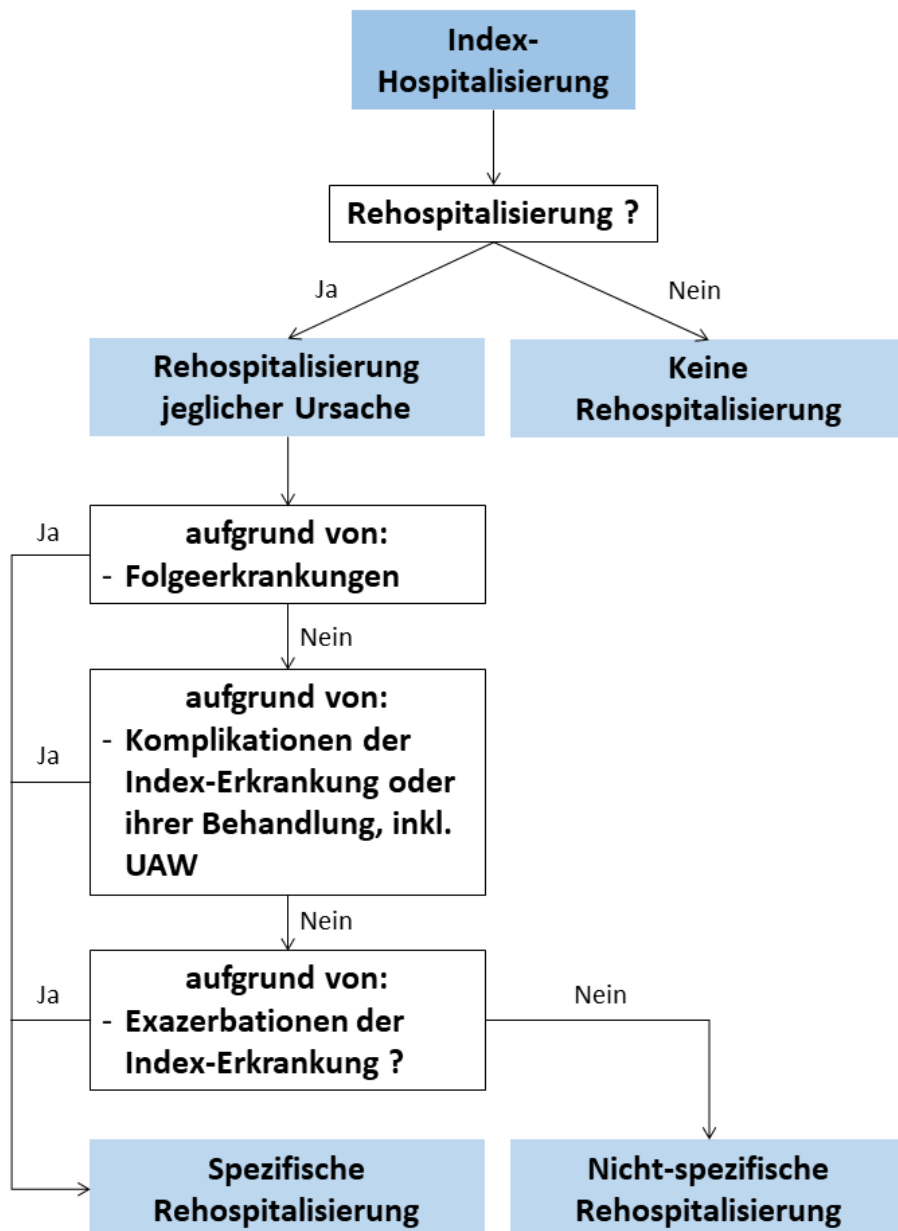 Index-
Hospitalisierung
Rehospitalisierung ?
Ja
Nein
Rehospitalisierung
jeglicher Ursache
Keine
Rehospitalisierung
Ja
aufgrund von:
- Folgeerkrankungen
Nein
aufgrund von:
- Komplikationen der
Ja
Index-Erkrankung oder
ihrer Behandlung, inkl.
UAW
Nein
aufgrund von:
Ja
- Exazerbationen der
Index-Erkrankung ?
Nein
Spezifische
Rehospitalisierung
Nicht-spezifische
Rehospitalisierung